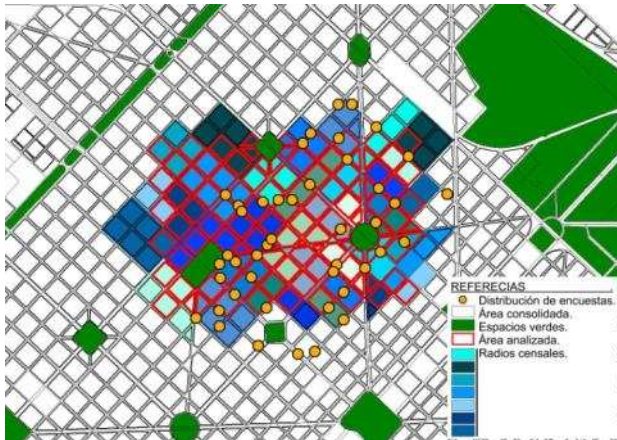 REFERECIAS
Distribución de encuestas.
Área consolidada.
Espacios verdes.
Área analizada.
Radios censales.